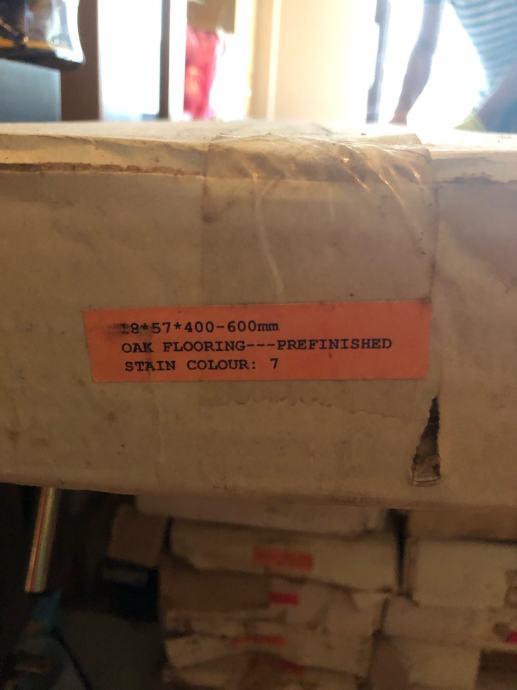 18*57*400-600mm
OAK FLOORING---PREFINISHED
STAIN COLOUR: 7